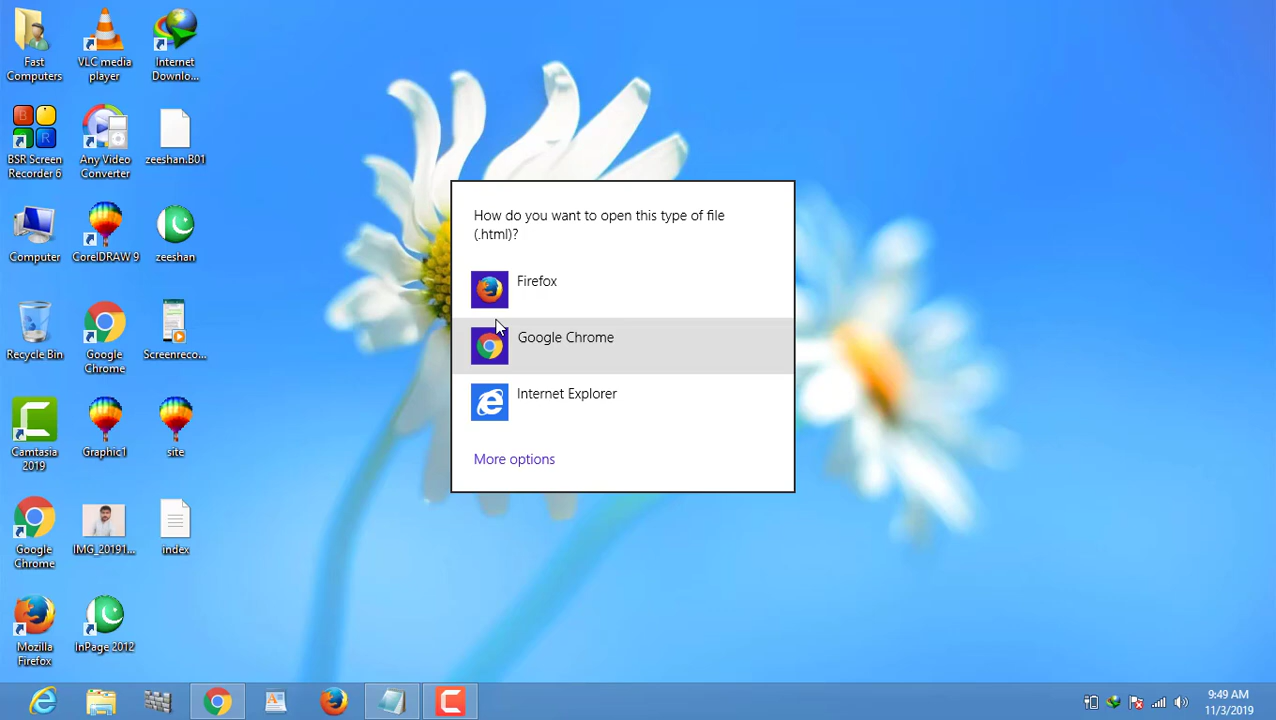 Fast
Computers
VLC media
player
Internet
Downlo...
BSR Screen
Recorder 6
Any Video
Converter
zeeshan.B01
Computer
CorelDRAW 9
zeeshan
Recycle Bin
Google
Chrome
Screenreco...
Camtasia
2019
Graphic1
site
Google
Chrome
IMG_20191...
index
Mozilla
Firefox
InPage 2012
How do you want to open this type of file
(.html)?
Firefox
Google Chrome
Internet Explorer
More options
9:49 AM
11/3/2019